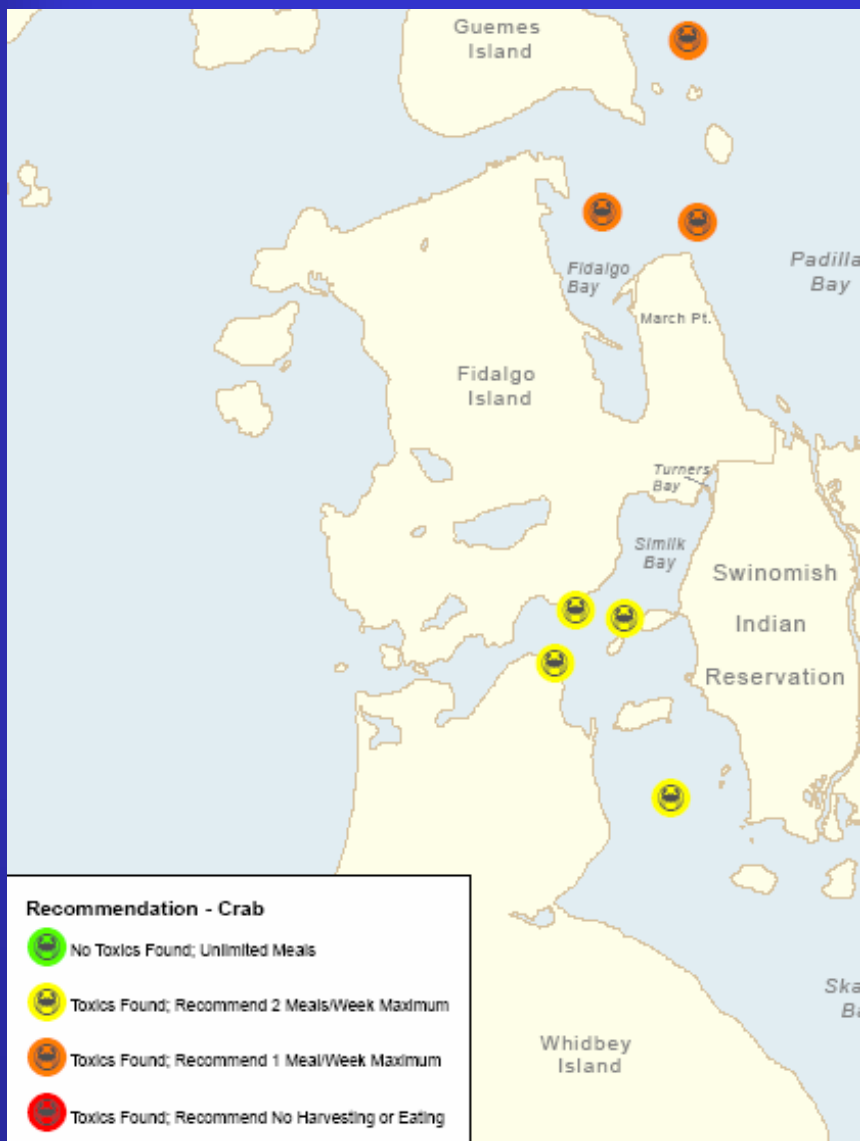 Guemes
Island
Padilla
Bay
Fidalgo
Bay
March Pt.
Fidalgo
Island
Turners
Bay
Similk
Bay
Swinomish
Indian
Reservation
Recommendation - Crab
No Toxics Found; Unlimited Meals
Toxics Found; Recommend 2 Meals/Week Maximum
Toxics Found; Recommend 1 Meal/Week Maximum
Toxics Found; Recommend No Harvesting or Eating
Whidbey
Island
Ska
Ba